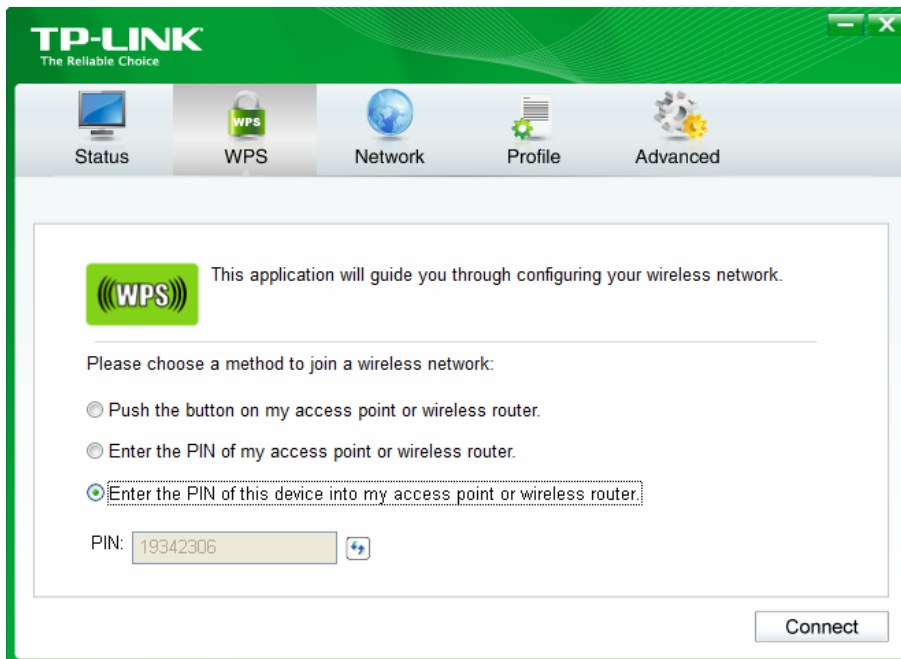 TP-LINK
The Reliable Choice
WPS
Status
WPS
Network
Profile
Advanced
(((WPS)))
This application will guide you through configuring your wireless network.
Please choose a method to join a wireless network:
Push the button on my access point or wireless router.
Enter the PIN of my access point or wireless router.
Enter the PIN of this device into my access point or wireless router.
PIN: 19342306
Connect